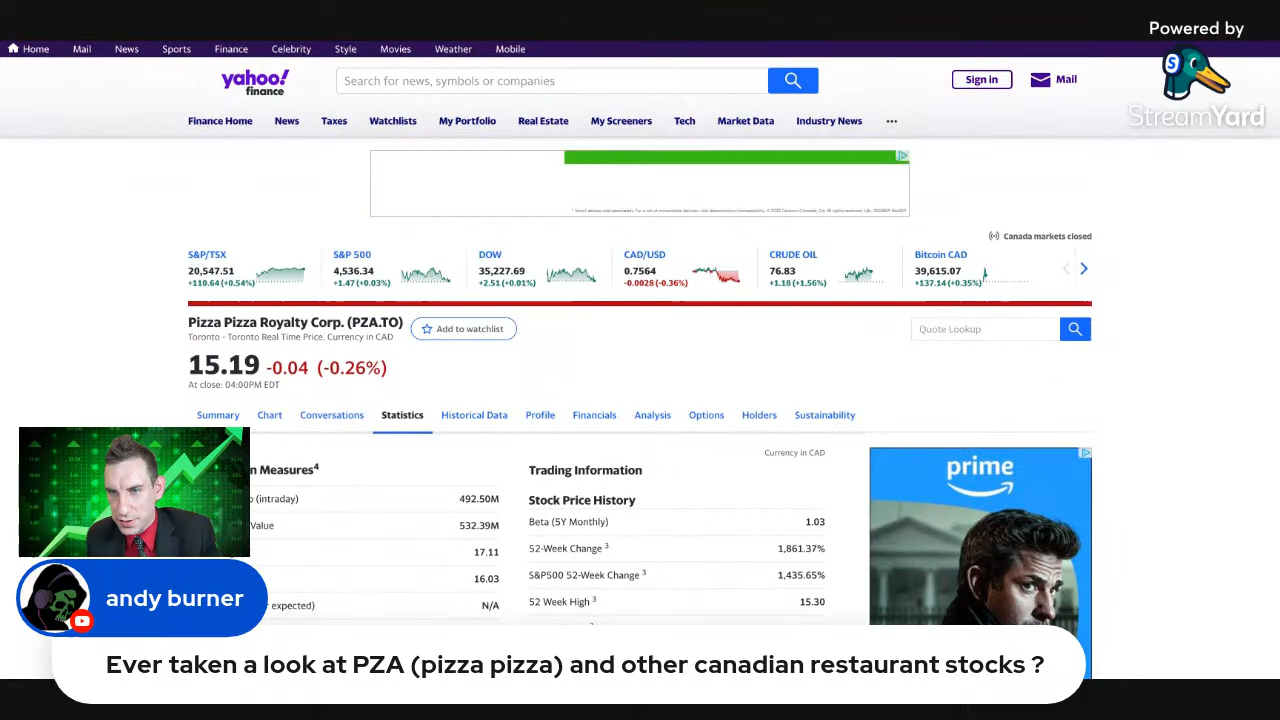 Powered by
StreamYard
Home Mail News Sports Finance Celebrity Style Movies Weather Mobile
yahoo!
finance
Search for news, symbols or companies
Sign in
Mail
Finance Home News Taxes Watchlists My Portfolio Real Estate My Screeners Tech Market Data Industry News ...
Canada markets closed
S&P/TSX S&P 500 DOW CAD/USD CRUDE OIL Bitcoin CAD
20,547.51 4,536.34 35,227.69 0.7564 76.83 39,615.07
+110.64 (+0.54%) +1.47 (+0.03%) +2.51 (+0.01%) -0.0028 (-0.36%) +1.18 (+1.56%) +137.14 (+0.35%)
Pizza Pizza Royalty Corp. (PZA.TO)
Add to watchlist
Quote Lookup
Toronto - Toronto Real Time Price. Currency in CAD
15.19 -0.04 (-0.26%)
At close: 04:00PM EDT
Summary Chart Conversations Statistics Historical Data Profile Financials Analysis Options Holders Sustainability
Currency in CAD
n Measures4
(intraday) 492.50M
Value 532.39M
17.11
16.03
expected) N/A
Trading Information
Stock Price History
Beta (5Y Monthly) 1.03
52-Week Change 3 1,861.37%
S&P500 52-Week Change 3 1,435.65%
52 Week High 3 15.30
prime
andy burner
Ever taken a look at PZA (pizza pizza) and other canadian restaurant stocks ?